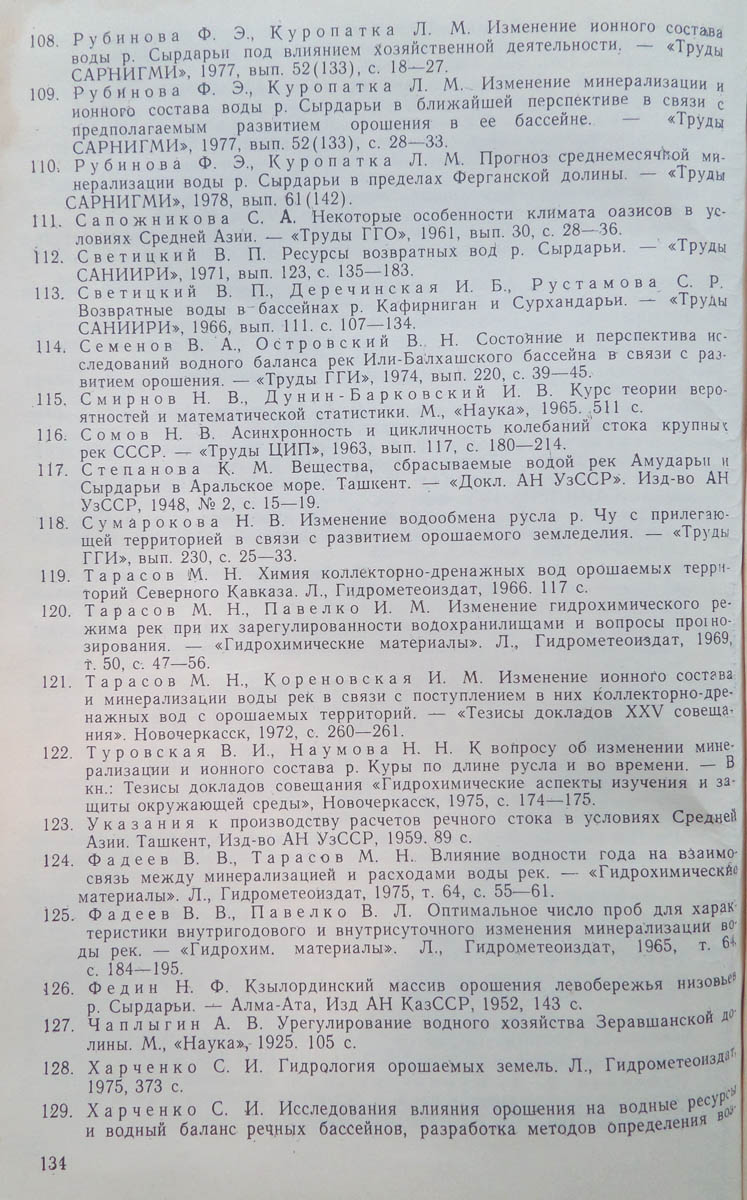 108. Рубинова Ф. Э., Куропатка Л. М. Изменение ионного состава
воды р. Сырдарьи под влиянием хозяйственной деятельности. — «Труды
САРНИГМИ», 1977, вып. 52(133), с. 18—27.
109. Рубинова Ф. Э., Куропатка Л. М. Изменение минерализации и
ионного состава воды р. Сырдарьи в ближайшей перспективе в связи с
предполагаемым развитием орошения в ее бассейне. — «Труды
САРНИГМИ», 1977, вып. 52(133), с. 28—33.
110. Рубинова Ф. Э., Куропатка Л. М. Прогноз среднемесячной ми-
нерализации воды р. Сырдарьи в пределах Ферганской долины. — «Труды
САРНИГМИ», 1978, вып. 61(142).
111. Сапожникова С. А. Некоторые особенности климата оазисов в ус-
ловиях Средней Азии. — «Труды ГГО», 1961, вып. 30, с. 28—36.
112. Светицкий В. П. Ресурсы возвратных вод р. Сырдарьи. — «Труды
САНИИРИ», 1971, вып. 123, с. 135—183.
113. Светицкий В. П., Деречинская И. Б., Рустамова С. Р.
Возвратные воды в бассейнах р. Кафирниган и Сурхандарьи. — «Труды
САНИИРИ», 1966, вып. 111. с. 107—134.
114. Семенов В. А., Островский В. Н. Состояние и перспектива ис-
следований водного баланса рек Или-Балхашского бассейна в связи с раз-
витием орошения. — «Труды ГГИ», 1974, вып. 220, с. 39—45.
115. Смирнов Н. В., Дунин-Барковский И. В. Курс теории веро-
ятностей и математической статистики. М., «Наука», 1965. 511 с.
116. Сомов Н. В. Асинхронность и цикличность колебаний стока крупных
рек СССР. — «Труды ЦИП», 1963, вып. 117, с. 180—214.
117. Степанова К. М. Вещества, сбрасываемые водой рек Амударьи и
Сырдарьи в Аральское море. Ташкент. — «Докл. АН УзССР». Изд-во АН
УзССР, 1948, № 2, с. 15—19.
118. Сумарокова Н. В. Изменение водообмена русла р. Чу с прилегаю-
щей территорией в связи с развитием орошаемого земледелия. — «Труды
ГГИ», вып. 230, с. 25—33.
119. Тарасов М. Н. Химия коллекторно-дренажных вод орошаемых терри-
торий Северного Кавказа. Л., Гидрометеоиздат, 1966. 117 с.
120. Тарасов М. Н., Павелко И. М. Изменение гидрохимического ре-
жима рек при их зарегулированности водохранилищами и вопросы прогно-
зирования. — «Гидрохимические материалы». Л., Гидрометеоиздат, 1969,
т. 50, с. 47—56.
121. Тарасов М. Н., Кореновская И. М. Изменение ионного состава
и минерализации воды рек в связи с поступлением в них коллекторно-дре-
нажных вод с орошаемых территорий. — «Тезисы докладов XXV совеща-
ния». Новочеркасск, 1972, с. 260—261.
122. Туровская В. И., Наумова Н. Н. К вопросу об изменении мине-
рализации и ионного состава р. Куры по длине русла и во времени. — В
кн.: Тезисы докладов совещания «Гидрохимические аспекты изучения и за-
щиты окружающей среды», Новочеркасск, 1975, с. 174—175.
123. Указания к производству расчетов речного стока в условиях Средней
Азии. Ташкент, Изд-во АН УзССР, 1959. 89 с.
124. Фадеев В. В., Тарасов М. Н. Влияние водности года на взаимо-
связь между минерализацией и расходами воды рек. — «Гидрохимические
материалы». Л., Гидрометеоиздат, 1975, т. 64, с. 55—61.
125. Фадеев В. В., Павелко В. Л. Оптимальное число проб для харак-
теристики внутригодового и внутрисуточного изменения минерализации во-
ды рек. — «Гидрохим. материалы». Л., Гидрометеоиздат, 1965, т. 64,
с. 184—195.
126. Федин Н. Ф. Кзылординский массив орошения левобережья низовьев
р. Сырдарьи. — Алма-Ата, Изд АН КазССР, 1952, 143 с.
127. Чаплыгин А. В. Урегулирование водного хозяйства Зеравшанской до-
лины. М., «Наука», 1925. 105 с.
128. Харченко С. И. Гидрология орошаемых земель. Л., Гидрометеоиздат,
1975, 373 с.
129. Харченко С. И. Исследования влияния орошения на водные ресурсы
и водный баланс речных бассейнов, разработка методов определения воз-
134